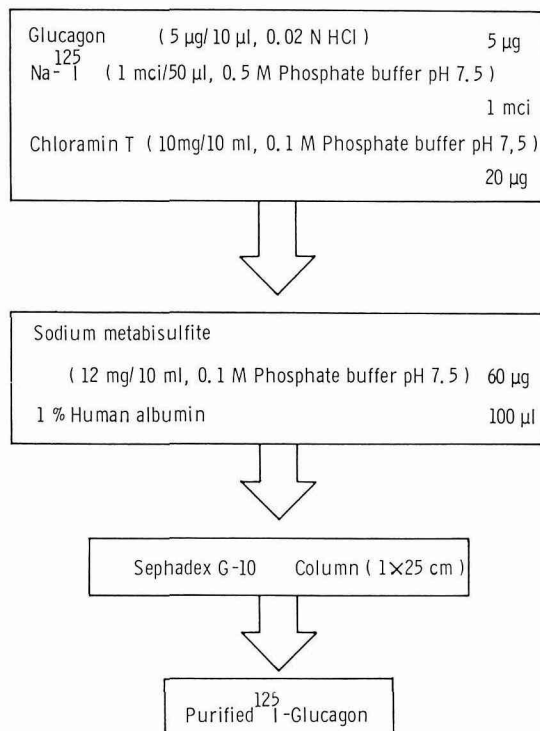 Glucagon (5 μg/10 μl, 0.02 N HCl) 5 μg
Na-¹²⁵I (1 mci/50 μl, 0.5 M Phosphate buffer pH 7.5)
1 mci
Chloramin T (10mg/10 ml, 0.1 M Phosphate buffer pH 7,5)
20 μg
Sodium metabisulfite
(12 mg/10 ml, 0.1 M Phosphate buffer pH 7.5) 60 μg
1 % Human albumin 100 μl
Sephadex G-10 Column (1×25 cm)
Purified ¹²⁵I-Glucagon